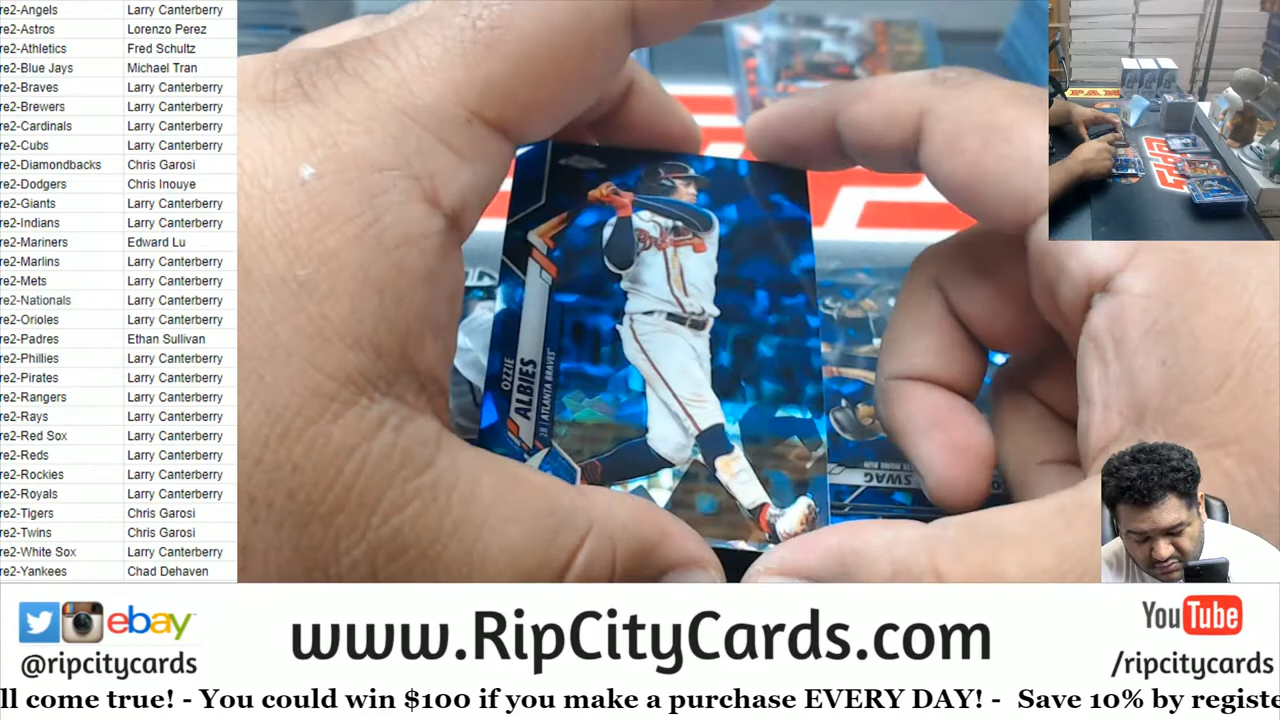 re2-Angels Larry Canterberry
re2-Astros Lorenzo Perez
re2-Athletics Fred Schultz
re2-Blue Jays Michael Tran
re2-Braves Larry Canterberry
re2-Brewers Larry Canterberry
re2-Cardinals Larry Canterberry
re2-Cubs Larry Canterberry
re2-Diamondbacks Chris Garosi
re2-Dodgers Chris Inouye
re2-Giants Larry Canterberry
re2-Indians Larry Canterberry
re2-Mariners Edward Lu
re2-Marlins Larry Canterberry
re2-Mets Larry Canterberry
re2-Nationals Larry Canterberry
re2-Orioles Larry Canterberry
re2-Padres Ethan Sullivan
re2-Phillies Larry Canterberry
re2-Pirates Larry Canterberry
re2-Rangers Larry Canterberry
re2-Rays Larry Canterberry
re2-Red Sox Larry Canterberry
re2-Reds Larry Canterberry
re2-Rockies Larry Canterberry
re2-Royals Larry Canterberry
re2-Tigers Chris Garosi
re2-Twins Chris Garosi
re2-White Sox Larry Canterberry
re2-Yankees Chad Dehaven
OZZIE
ALBIES
2B | ATLANTA BRAVES
SWAG
HOME RUN
ebay
@ripcitycards
www.RipCityCards.com
YouTube
/ripcitycards
ll come true! - You could win $100 if you make a purchase EVERY DAY! - Save 10% by registe